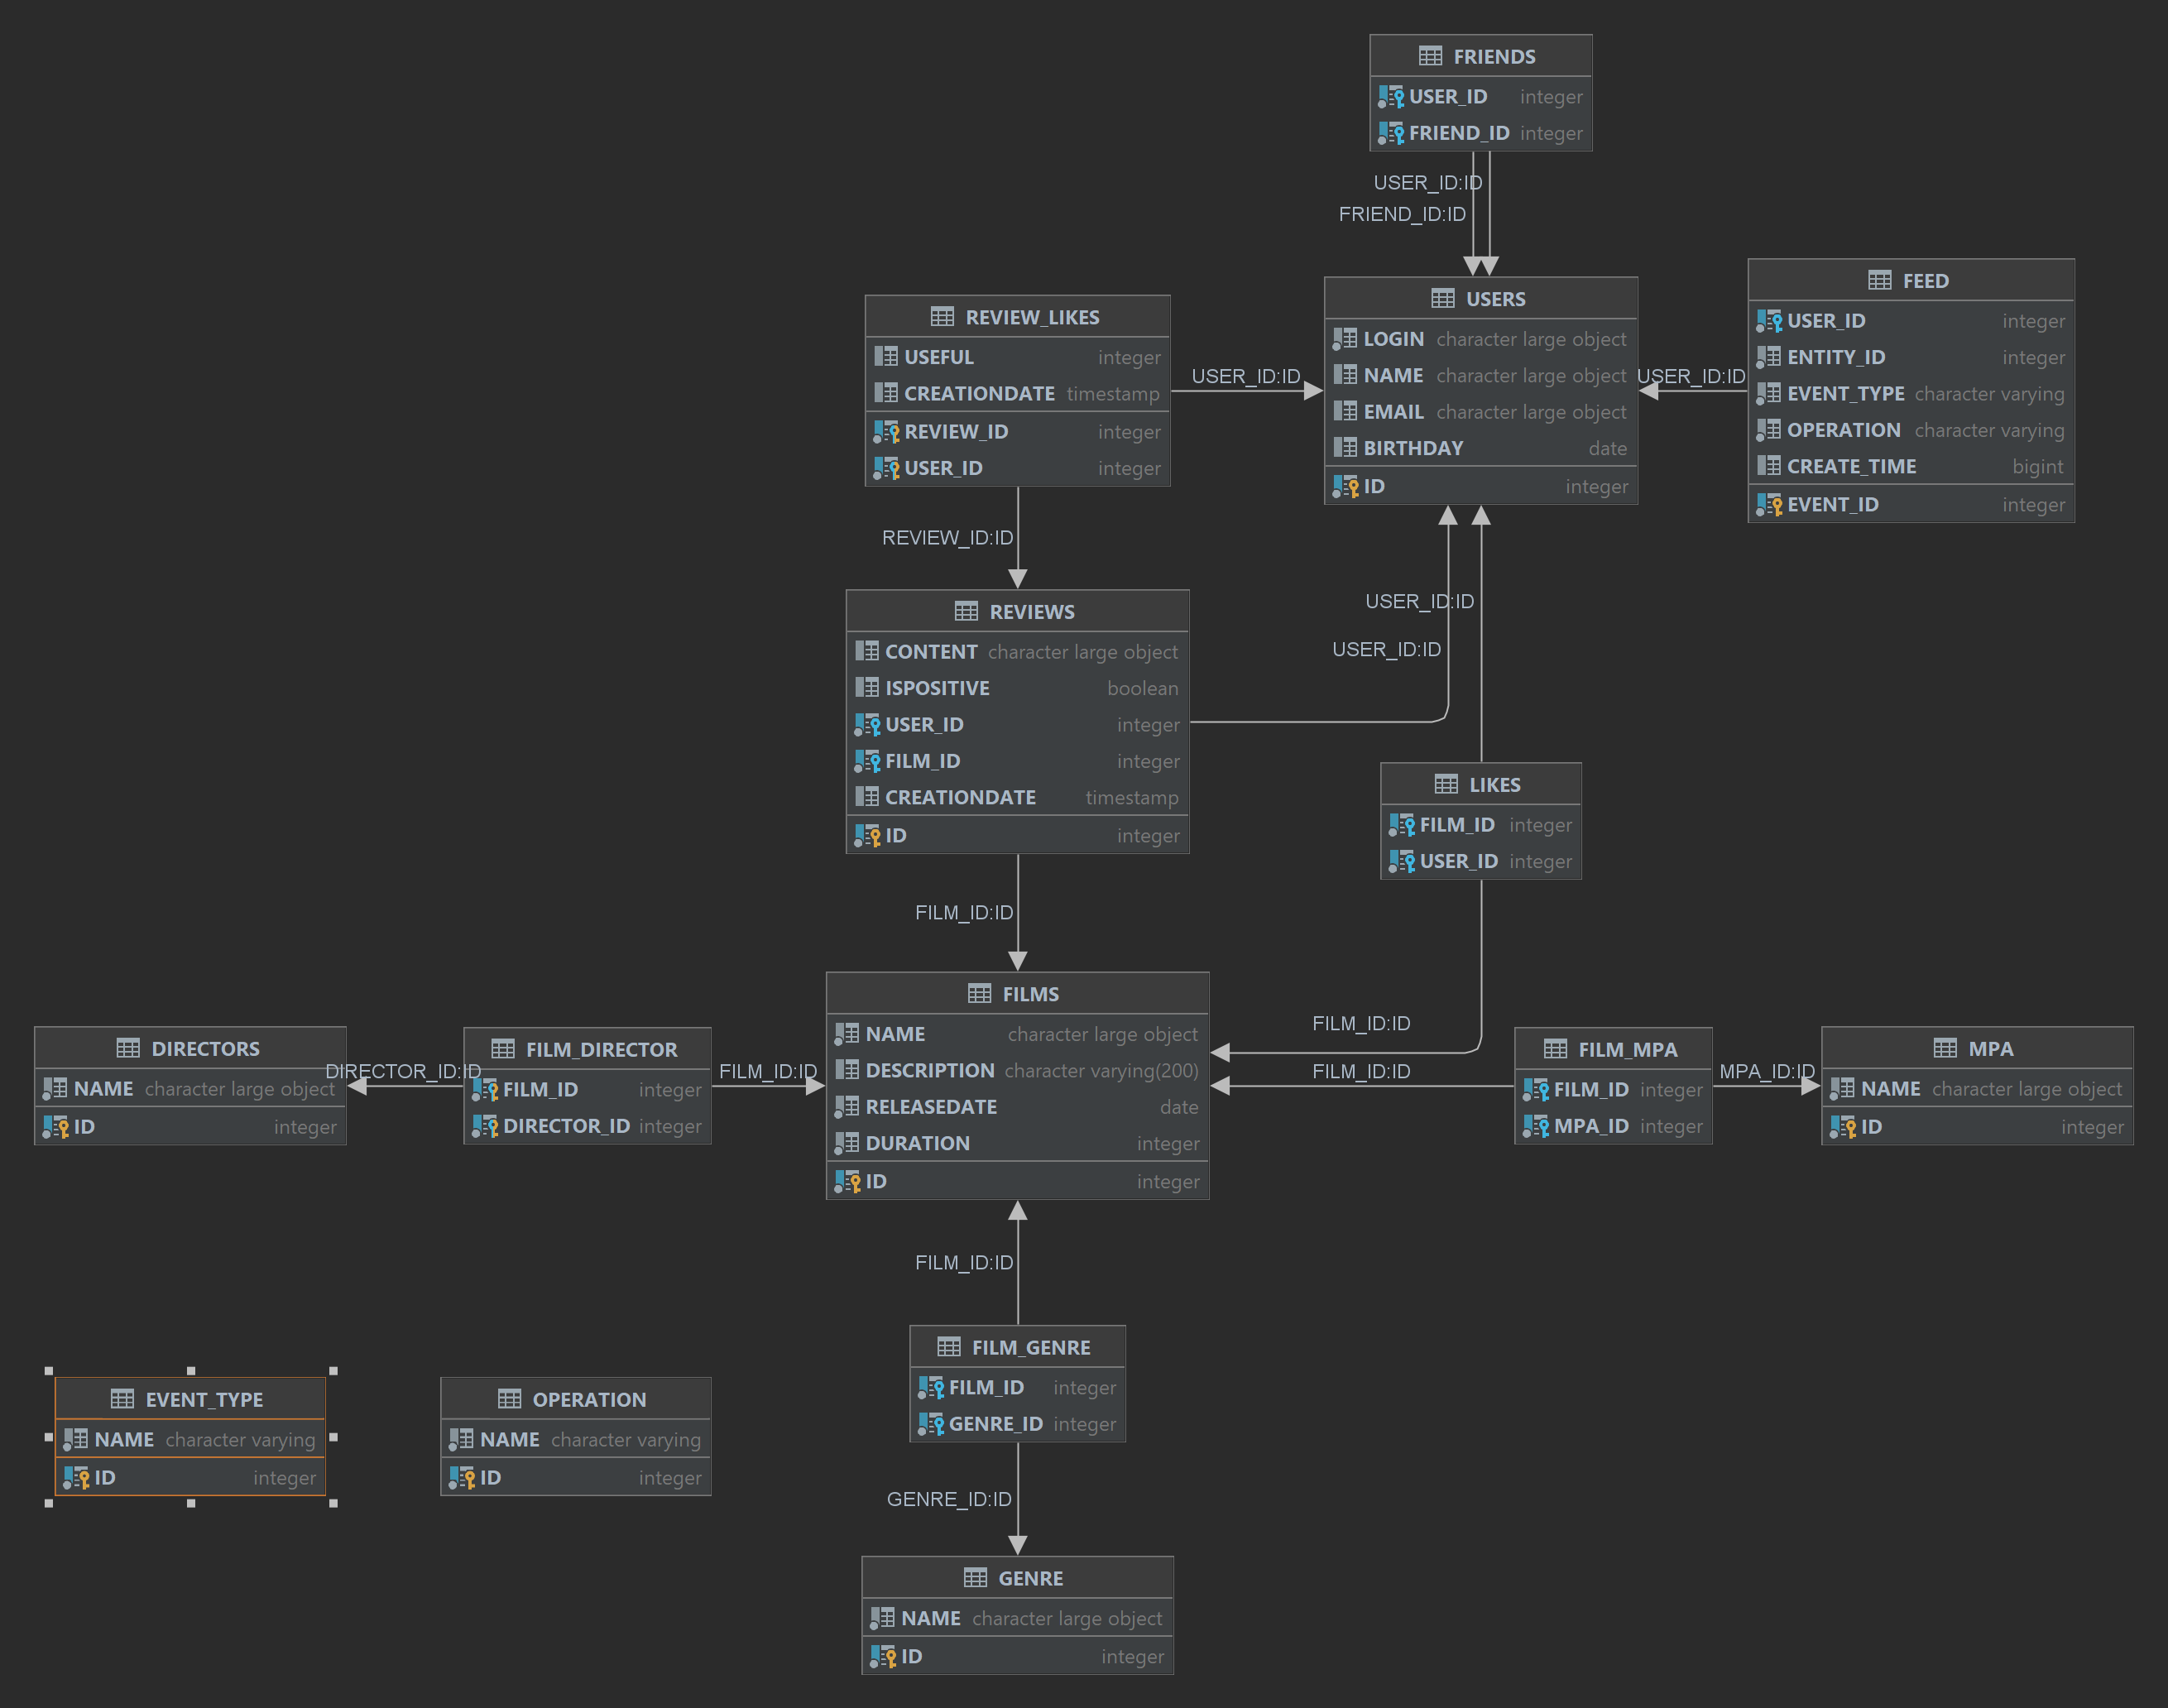 FRIENDS
USER_ID integer
FRIEND_ID integer
USER_ID:ID
FRIEND_ID:ID
REVIEW_LIKES
USEFUL integer
CREATIONDATE timestamp
REVIEW_ID integer
USER_ID integer
USER_ID:ID
USERS
LOGIN character large object
NAME character large object
EMAIL character large object
BIRTHDAY date
ID integer
USER_ID:ID
FEED
USER_ID integer
ENTITY_ID integer
EVENT_TYPE character varying
OPERATION character varying
CREATE_TIME bigint
EVENT_ID integer
REVIEW_ID:ID
REVIEWS
CONTENT character large object
ISPOSITIVE boolean
USER_ID integer
FILM_ID integer
CREATIONDATE timestamp
ID integer
USER_ID:ID
USER_ID:ID
LIKES
FILM_ID integer
USER_ID integer
FILM_ID:ID
DIRECTORS
NAME character large object
ID integer
DIRECTOR_ID:ID
FILM_DIRECTOR
FILM_ID integer
DIRECTOR_ID integer
FILM_ID:ID
FILMS
NAME character large object
DESCRIPTION character varying(200)
RELEASEDATE date
DURATION integer
ID integer
FILM_ID:ID
FILM_ID:ID
FILM_MPA
FILM_ID integer
MPA_ID integer
MPA_ID:ID
MPA
NAME character large object
ID integer
FILM_ID:ID
EVENT_TYPE
NAME character varying
ID integer
OPERATION
NAME character varying
ID integer
FILM_GENRE
FILM_ID integer
GENRE_ID integer
GENRE_ID:ID
GENRE
NAME character large object
ID integer